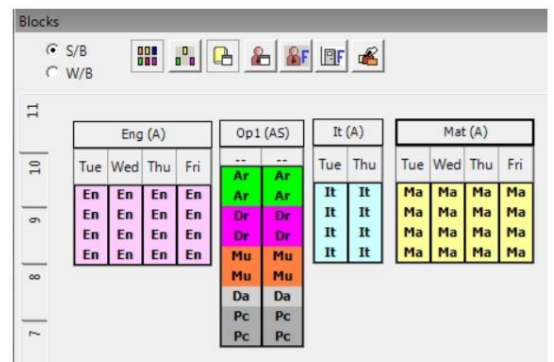 Blocks
S/B
W/B
F
F
11
10
9
8
7
Eng (A)
Tue Wed Thu Fri
En En En En
En En En En
En En En En
En En En En
Op1 (AS)
-- --
Ar Ar
Ar Ar
Dr Dr
Dr Dr
Mu Mu
Mu Mu
Da Da
Pc Pc
Pc Pc
It (A)
Tue Thu
It It
It It
It It
It It
Mat (A)
Tue Wed Thu Fri
Ma Ma Ma Ma
Ma Ma Ma Ma
Ma Ma Ma Ma
Ma Ma Ma Ma